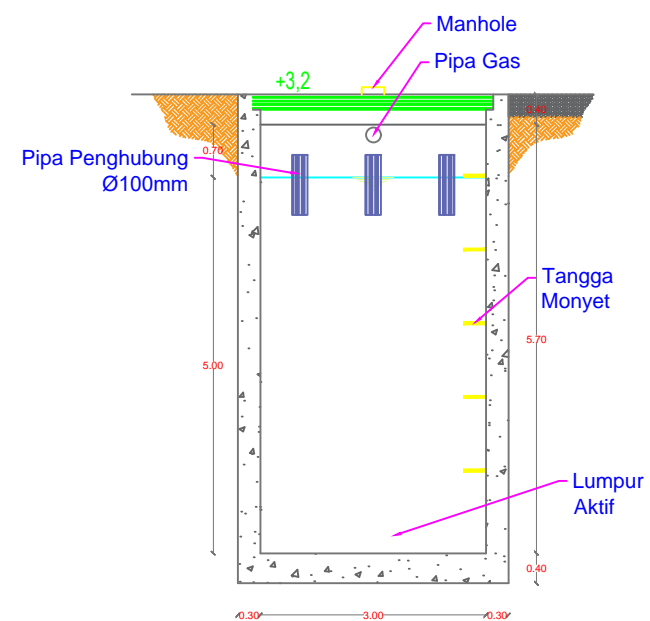 Manhole
Pipa Gas
+3,2
0.40
0.70
Pipa Penghubung
Ø100mm
Tangga
Monyet
5.70
5.00
Lumpur
Aktif
0.40
0.30
3.00
0.30